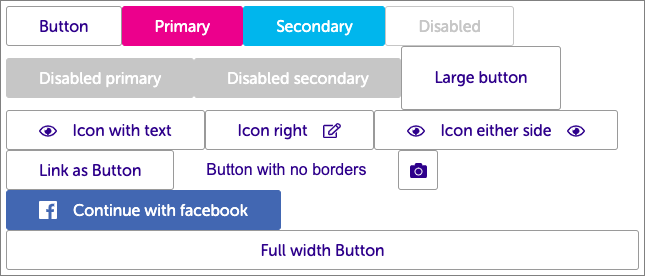 Button Primary Secondary Disabled
Disabled primary Disabled secondary Large button
Icon with text Icon right Icon either side
Link as Button Button with no borders
Continue with facebook
Full width Button